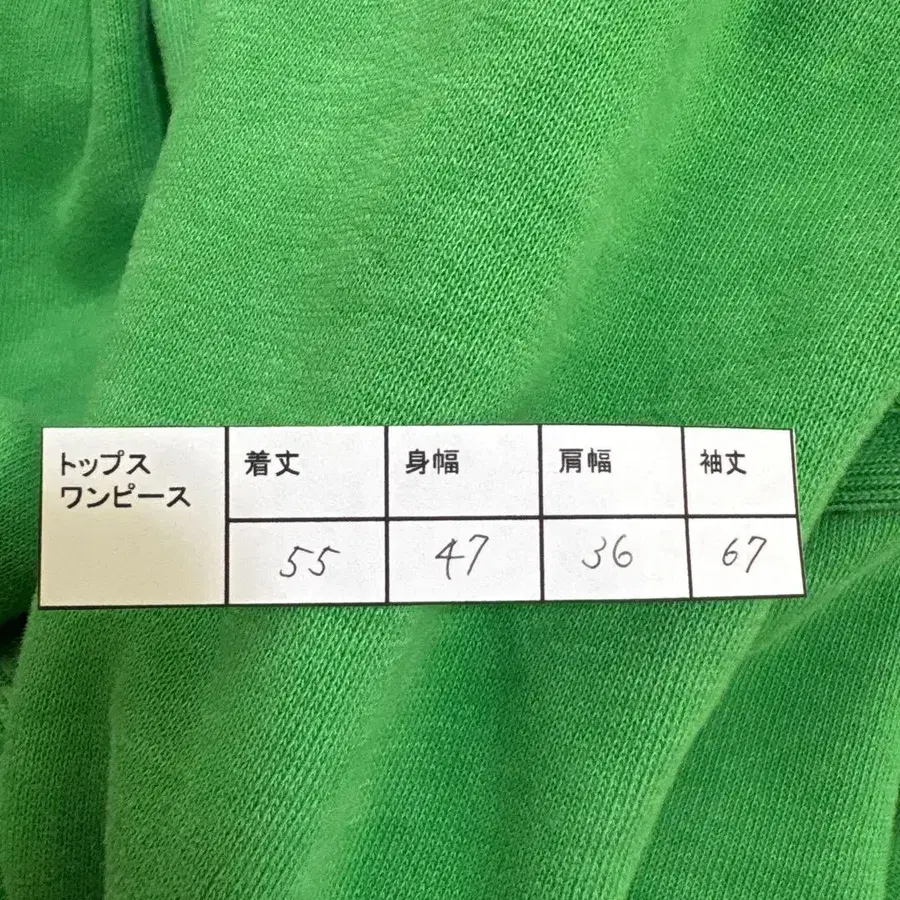 トップス
ワンピース
着丈 身幅 肩幅 袖丈
55 47 36 67